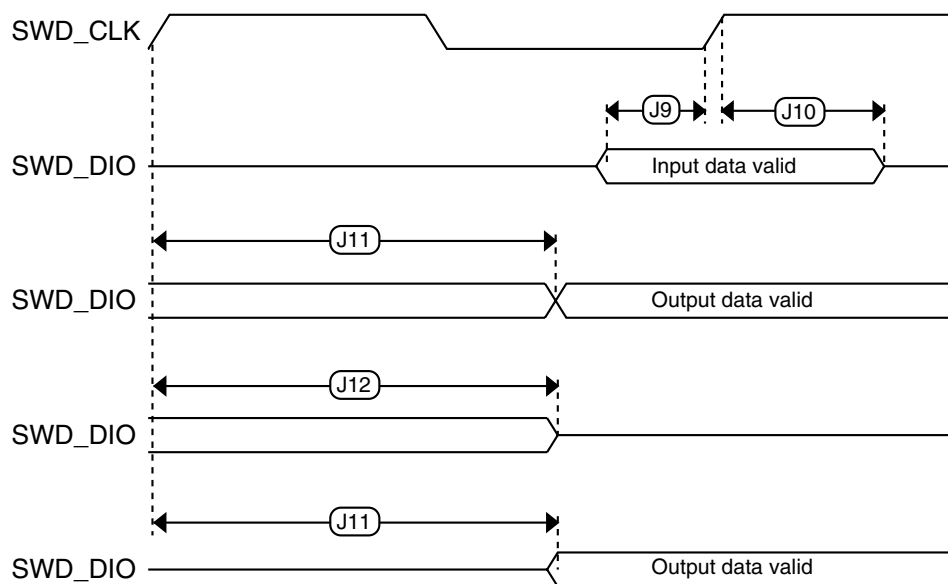 SWD_CLK
J9
J10
SWD_DIO
Input data valid
J11
SWD_DIO
Output data valid
J12
SWD_DIO
J11
SWD_DIO
Output data valid